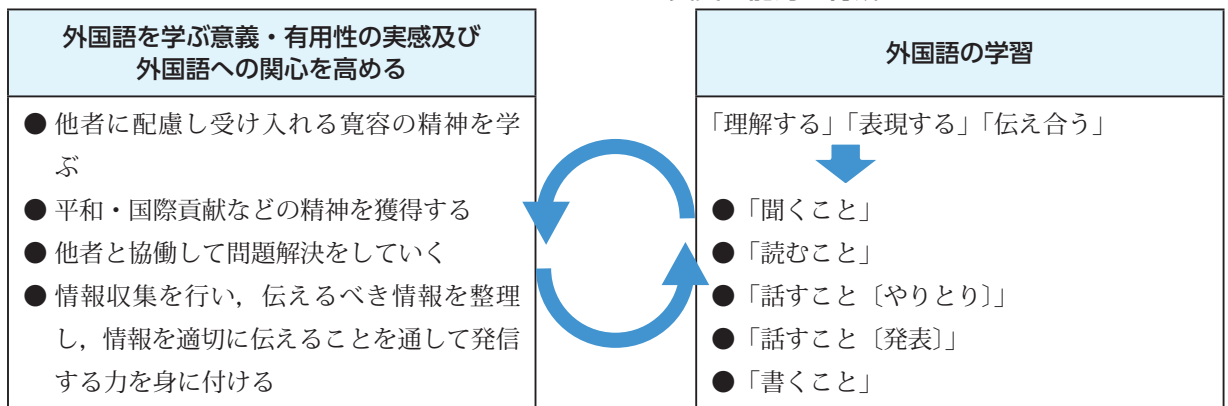 外国語を学ぶ意義・有用性の実感及び
外国語への関心を高める
● 他者に配慮し受け入れる寛容の精神を学
ぶ
● 平和・国際貢献などの精神を獲得する
● 他者と協働して問題解決をしていく
● 情報収集を行い，伝えるべき情報を整理
し，情報を適切に伝えることを通して発信
する力を身に付ける
外国語の学習
「理解する」「表現する」「伝え合う」
●「聞くこと」
●「読むこと」
●「話すこと〔やりとり〕」
●「話すこと〔発表〕」
●「書くこと」